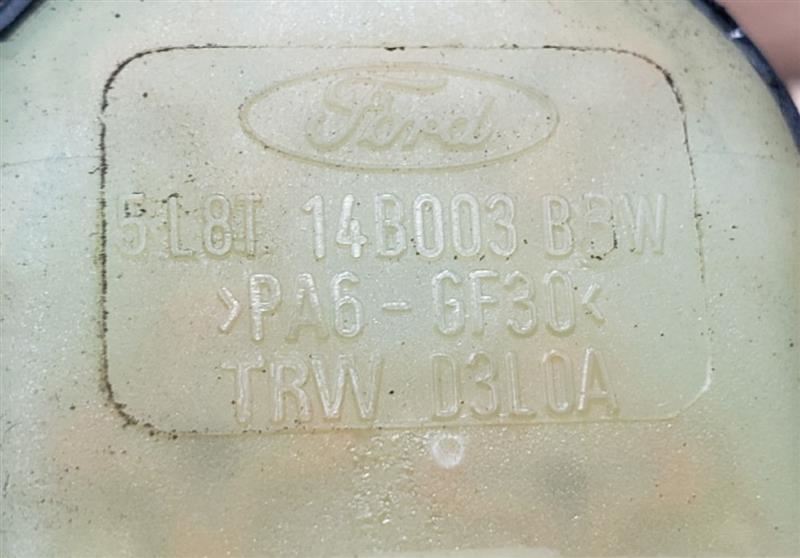 Ford
5L8T 14B003 BBW
>PA6-GF30<
TRW D3L0A